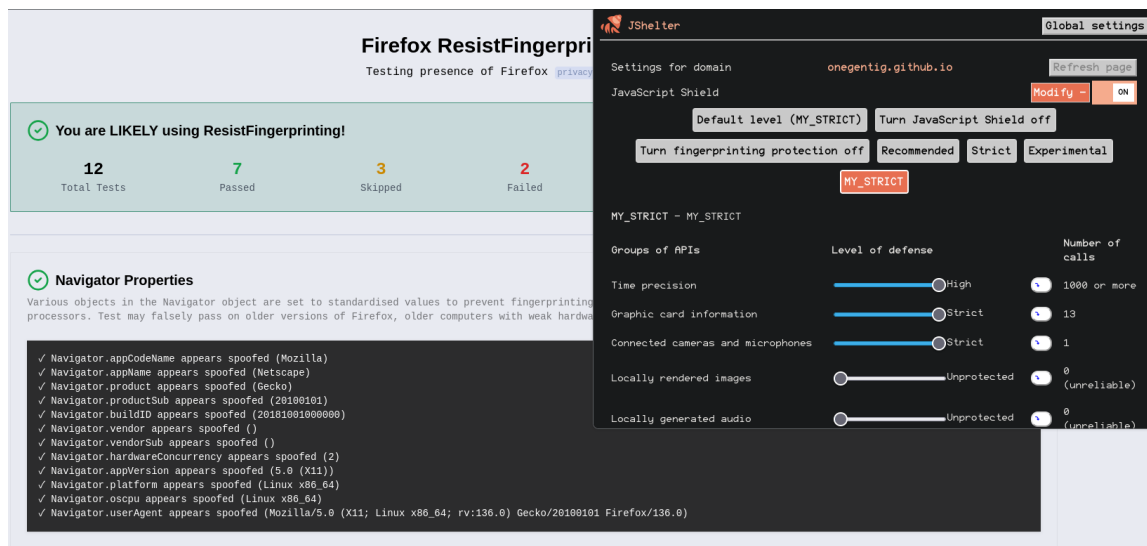 Firefox ResistFingerpri
Testing presence of Firefox privacy
You are LIKELY using ResistFingerprinting!
12
7
3
2
Total Tests
Passed
Skipped
Failed
Navigator Properties
Various objects in the Navigator object are set to standardised values to prevent fingerprinting
processors. Test may falsely pass on older versions of Firefox, older computers with weak hardwa
✓ Navigator.appCodeName appears spoofed (Mozilla)
✓ Navigator.appName appears spoofed (Netscape)
✓ Navigator.product appears spoofed (Gecko)
✓ Navigator.productSub appears spoofed (20100101)
✓ Navigator.buildID appears spoofed (20181001000000)
✓ Navigator.vendor appears spoofed ()
✓ Navigator.vendorSub appears spoofed ()
✓ Navigator.hardwareConcurrency appears spoofed (2)
✓ Navigator.appVersion appears spoofed (5.0 (X11))
✓ Navigator.platform appears spoofed (Linux x86_64)
✓ Navigator.oscpu appears spoofed (Linux x86_64)
✓ Navigator.userAgent appears spoofed (Mozilla/5.0 (X11; Linux x86_64; rv:136.0) Gecko/20100101 Firefox/136.0)
JShelter
Global settings
Settings for domain onegentig.github.io Refresh page
JavaScript Shield Modify – ON
Default level (MY_STRICT) Turn JavaScript Shield off
Turn fingerprinting protection off Recommended Strict Experimental
MY_STRICT
MY_STRICT - MY_STRICT
Groups of APIs Level of defense Number of
calls
Time precision High 1000 or more
Graphic card information Strict 13
Connected cameras and microphones Strict 1
Locally rendered images Unprotected 0
(unreliable)
Locally generated audio Unprotected 0
(unreliable)